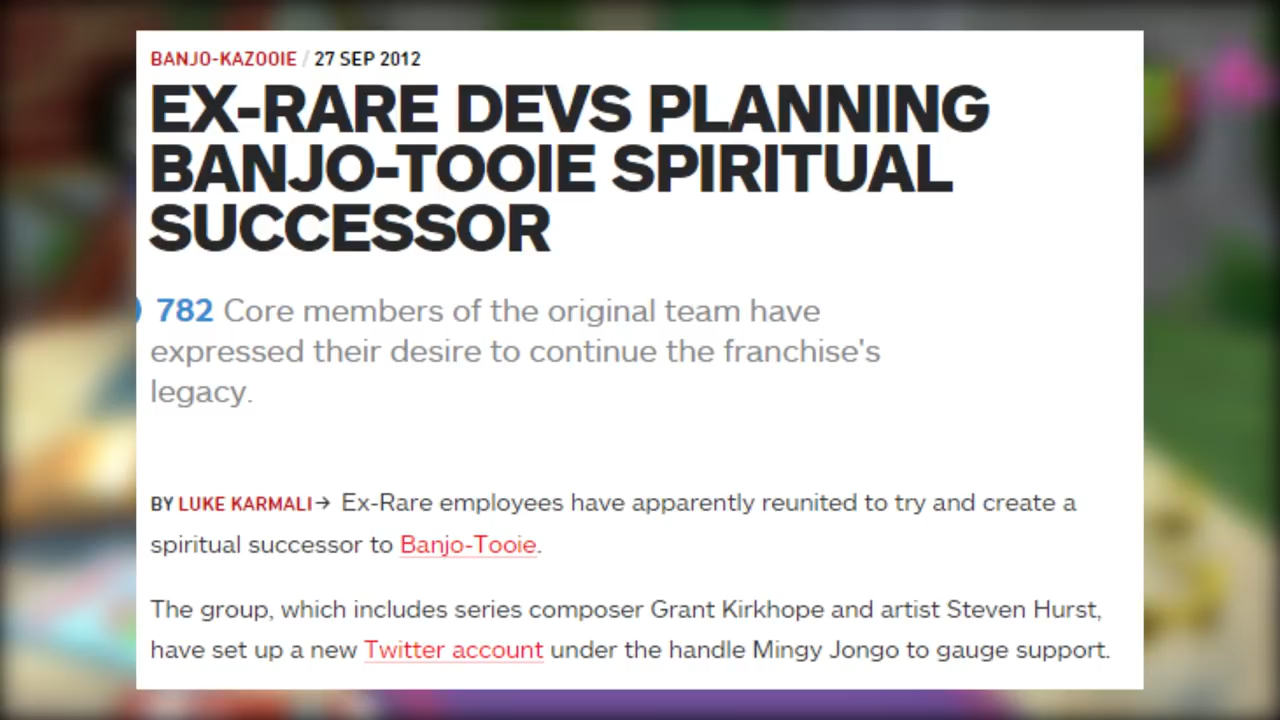 BANJO-KAZOOIE / 27 SEP 2012
EX-RARE DEVS PLANNING
BANJO-TOOIE SPIRITUAL
SUCCESSOR
782 Core members of the original team have
expressed their desire to continue the franchise's
legacy.
BY LUKE KARMALI → Ex-Rare employees have apparently reunited to try and create a
spiritual successor to Banjo-Tooie.
The group, which includes series composer Grant Kirkhope and artist Steven Hurst,
have set up a new Twitter account under the handle Mingy Jongo to gauge support.